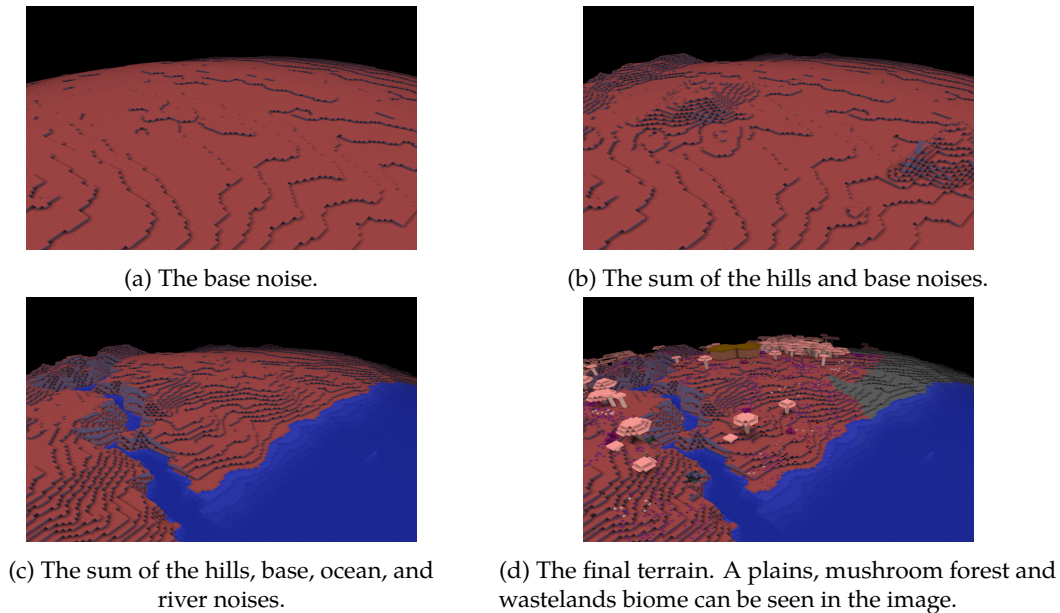 (a) The base noise.
(b) The sum of the hills and base noises.
(c) The sum of the hills, base, ocean, and
river noises.
(d) The final terrain. A plains, mushroom forest and
wastelands biome can be seen in the image.